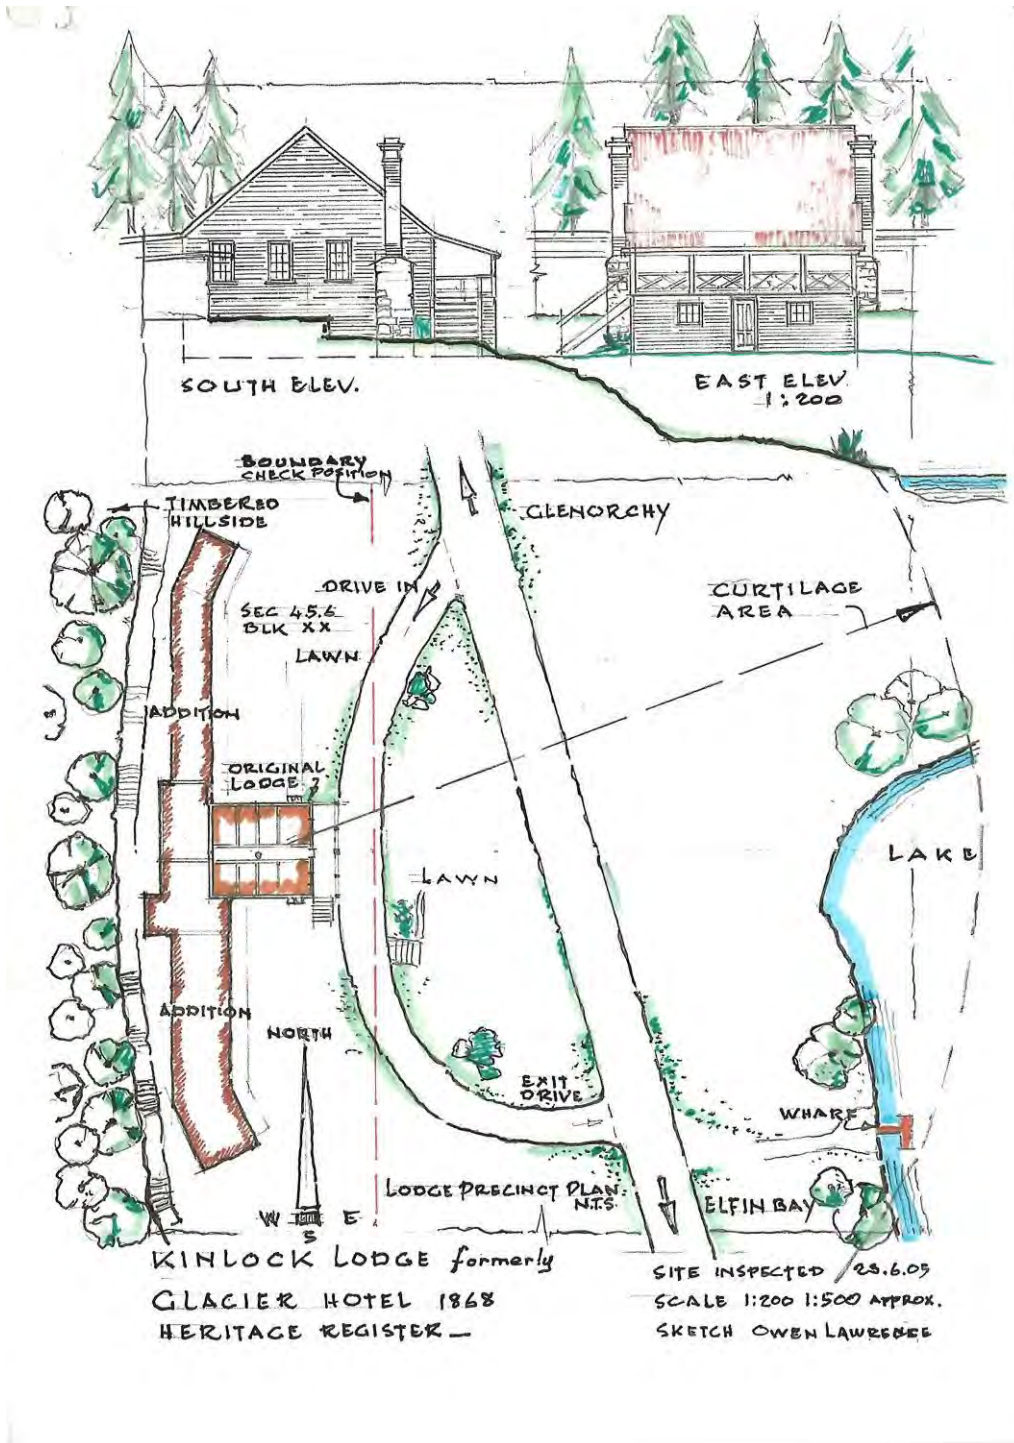 SOUTH ELEV.
EAST ELEV.
1:200
BOUNDARY
CHECK POSITION
TIMBERED
HILLSIDE
GLENORCHY
DRIVE IN
SEC 45.6
BLK XX
LAWN
CURTILAGE
AREA
ADDITION
ORIGINAL
LODGE
LAKE
LAWN
ADDITION
NORTH
EXIT
DRIVE
WHARF
LODGE PRECINCT PLAN.
N.T.S.
ELFIN BAY
W E
S
KINLOCK LODGE formerly
GLACIER HOTEL 1868
HERITAGE REGISTER —
SITE INSPECTED / 23.6.05
SCALE 1:200 1:500 APPROX.
SKETCH OWEN LAWRENCE